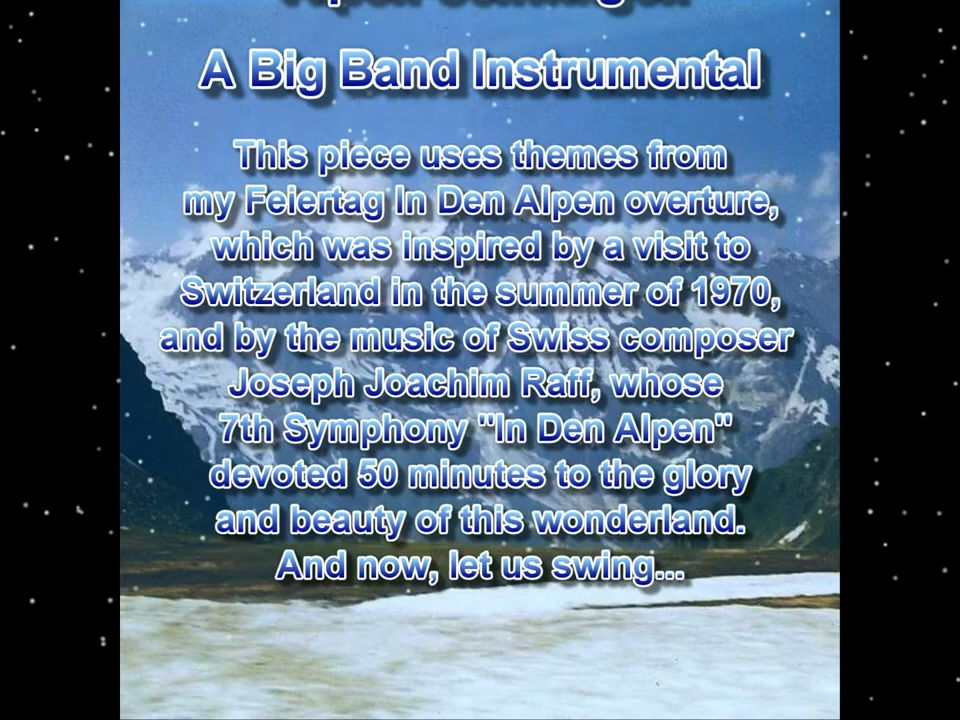 A Big Band Instrumental
This piece uses themes from
my Feiertag In Den Alpen overture,
which was inspired by a visit to
Switzerland in the summer of 1970,
and by the music of Swiss composer
Joseph Joachim Raff, whose
7th Symphony "In Den Alpen"
devoted 50 minutes to the glory
and beauty of this wonderland.
And now, let us swing...